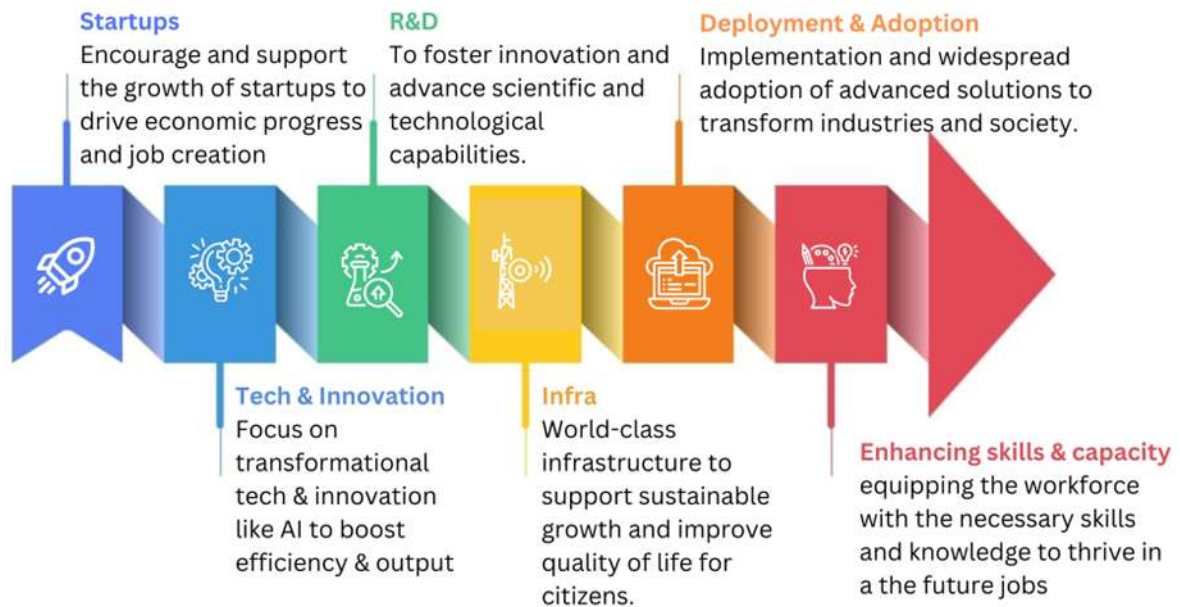 Startups
Encourage and support
the growth of startups to
drive economic progress
and job creation
Tech & Innovation
Focus on
transformational
tech & innovation
like AI to boost
efficiency & output
R&D
To foster innovation and
advance scientific and
technological
capabilities.
Infra
World-class
infrastructure to
support sustainable
growth and improve
quality of life for
citizens.
Deployment & Adoption
Implementation and widespread
adoption of advanced solutions to
transform industries and society.
Enhancing skills & capacity
equipping the workforce
with the necessary skills
and knowledge to thrive in
a the future jobs